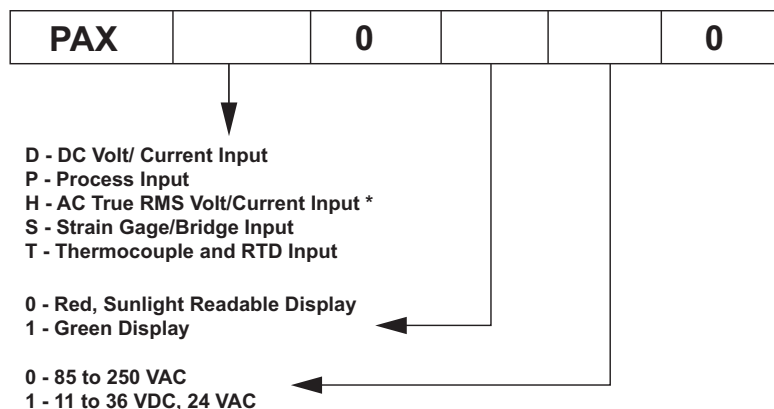 PAX 0 0
D - DC Volt/ Current Input
P - Process Input
H - AC True RMS Volt/Current Input *
S - Strain Gage/Bridge Input
T - Thermocouple and RTD Input
0 - Red, Sunlight Readable Display
1 - Green Display
0 - 85 to 250 VAC
1 - 11 to 36 VDC, 24 VAC